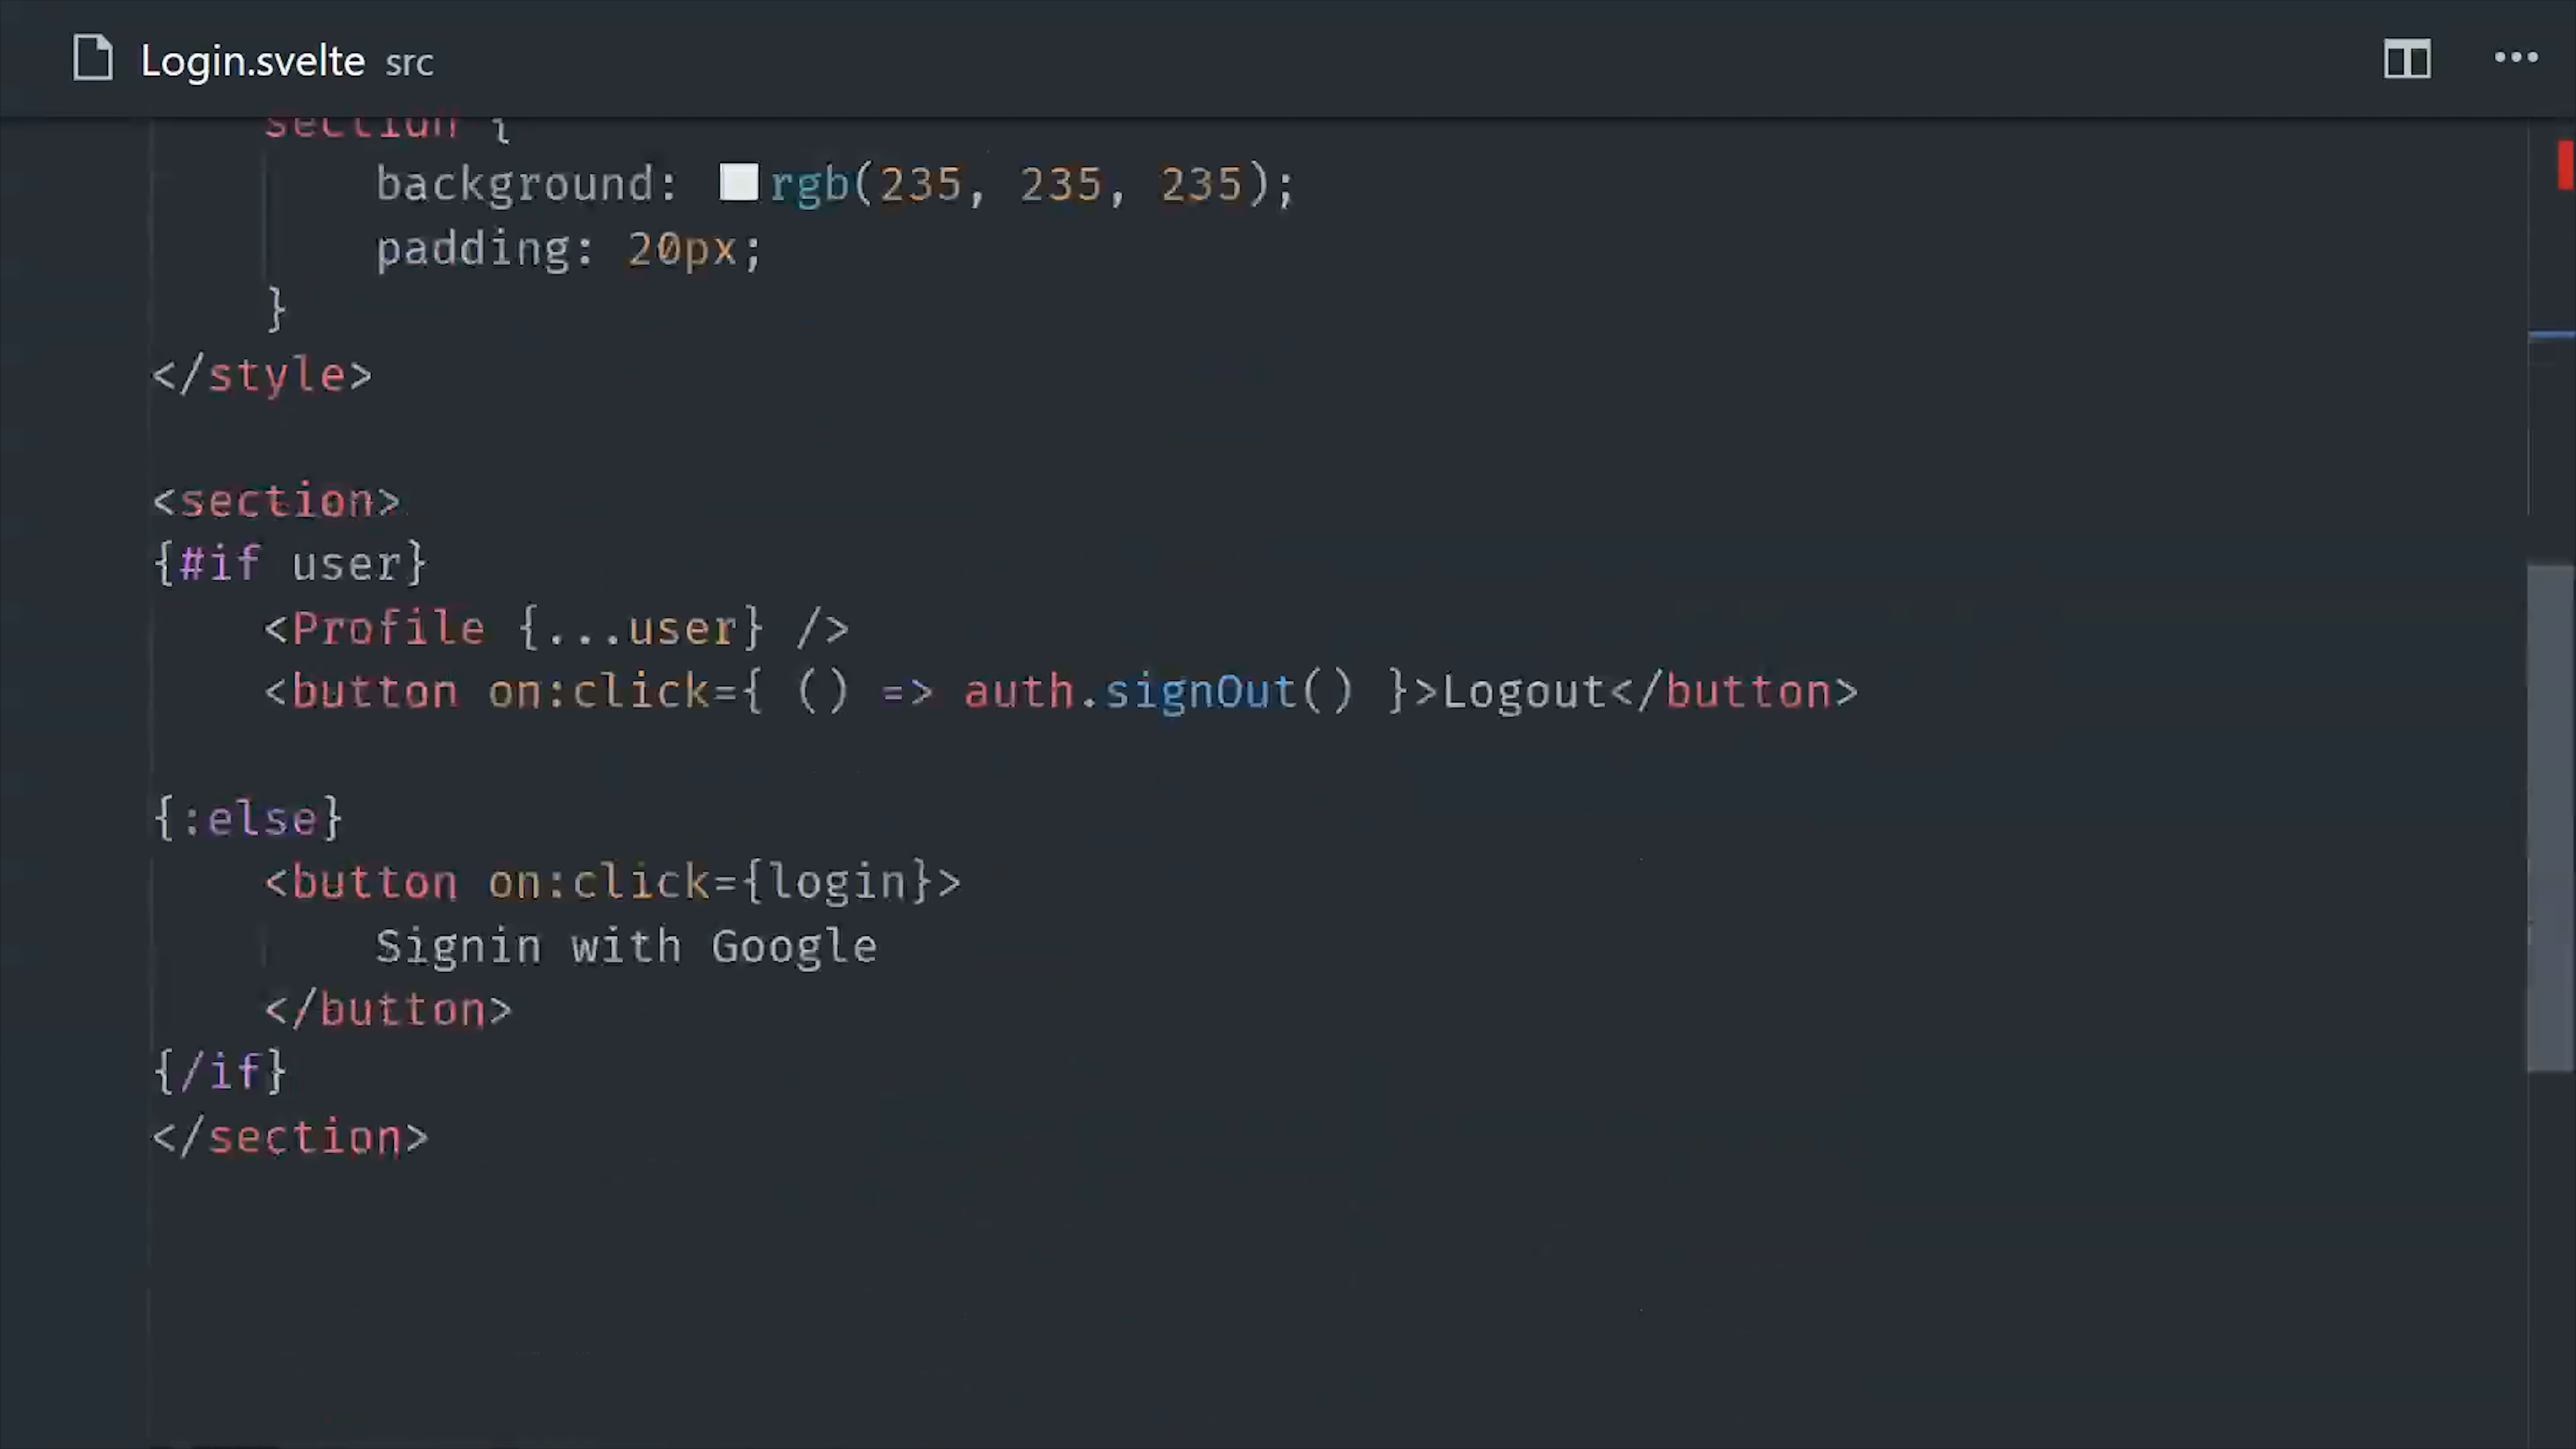 Login.svelte src
section {
background: rgb(235, 235, 235);
padding: 20px;
}
</style>
<section>
{#if user}
<Profile {...user} />
<button on:click={ () => auth.signOut() }>Logout</button>
{:else}
<button on:click={login}>
Signin with Google
</button>
{/if}
</section>